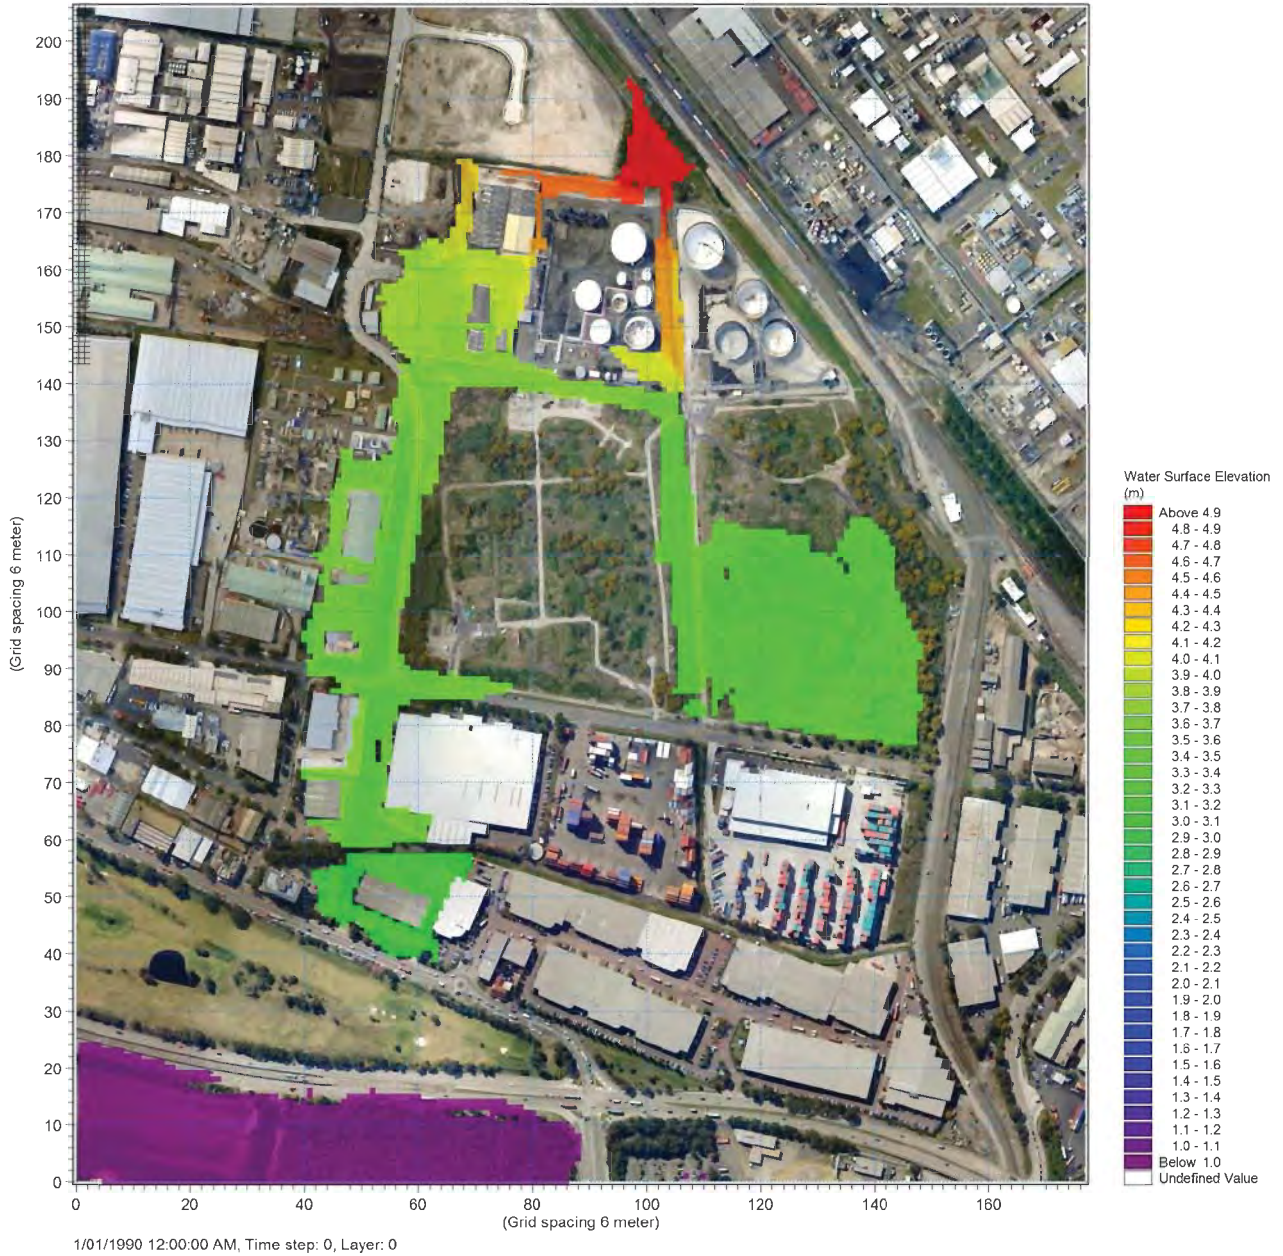 200
190
180
170
160
150
140
130
120
110
100
90
80
70
60
50
40
30
20
10
0
(Grid spacing 6 meter)
0 20 40 60 80 100 120 140 160
(Grid spacing 6 meter)
1/01/1990 12:00:00 AM, Time step: 0, Layer: 0
Water Surface Elevation
(m)
Above 4.9
4.8 - 4.9
4.7 - 4.8
4.6 - 4.7
4.5 - 4.6
4.4 - 4.5
4.3 - 4.4
4.2 - 4.3
4.1 - 4.2
4.0 - 4.1
3.9 - 4.0
3.8 - 3.9
3.7 - 3.8
3.6 - 3.7
3.5 - 3.6
3.4 - 3.5
3.3 - 3.4
3.2 - 3.3
3.1 - 3.2
3.0 - 3.1
2.9 - 3.0
2.8 - 2.9
2.7 - 2.8
2.6 - 2.7
2.5 - 2.6
2.4 - 2.5
2.3 - 2.4
2.2 - 2.3
2.1 - 2.2
2.0 - 2.1
1.9 - 2.0
1.8 - 1.9
1.7 - 1.8
1.6 - 1.7
1.5 - 1.6
1.4 - 1.5
1.3 - 1.4
1.2 - 1.3
1.1 - 1.2
1.0 - 1.1
Below 1.0
Undefined Value